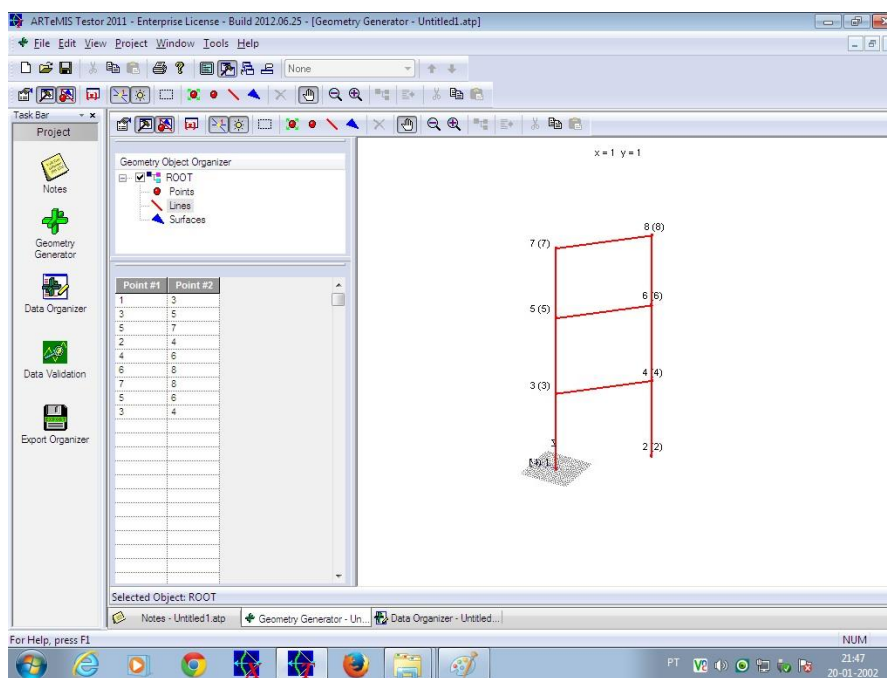 ARTeMIS Testor 2011 - Enterprise License - Build 2012.06.25 - [Geometry Generator - Untitled1.atp]
File Edit View Project Window Tools Help
None
Task Bar
Project
Notes
Geometry
Generator
Data Organizer
Data Validation
Export Organizer
Geometry Object Organizer
ROOT
Points
Lines
Surfaces
Point #1 Point #2
1 3
3 5
5 7
2 4
4 6
6 8
7 8
5 6
3 4
x = 1 y = 1
8 (8)
7 (7)
6 (6)
5 (5)
4 (4)
3 (3)
2 (2)
Selected Object: ROOT
Notes - Untitled1.atp Geometry Generator - Un... Data Organizer - Untitled...
For Help, press F1
NUM
PT
21:47
20-01-2002